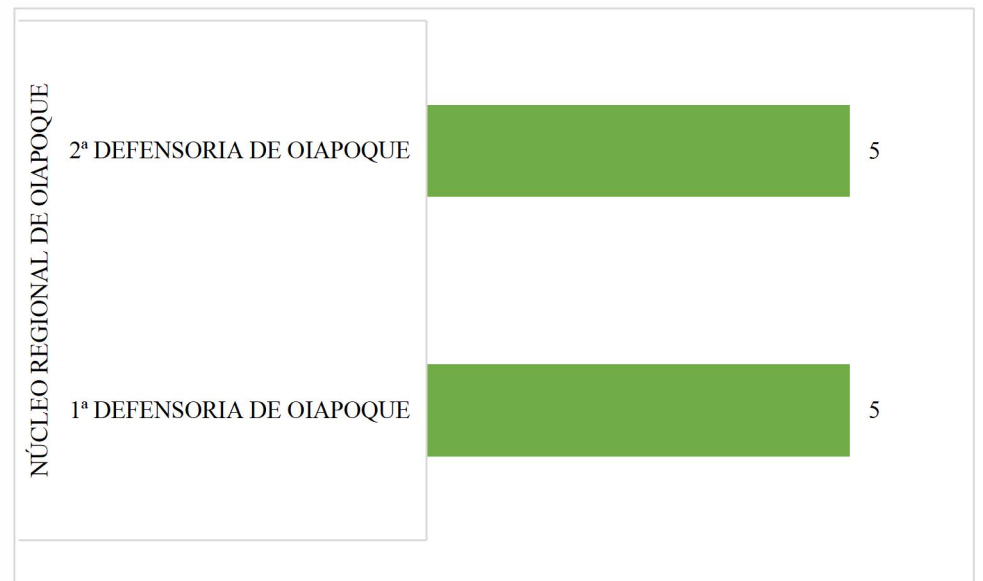 NÚCLEO REGIONAL DE OIAPOQUE
2ª DEFENSORIA DE OIAPOQUE
5
1ª DEFENSORIA DE OIAPOQUE
5